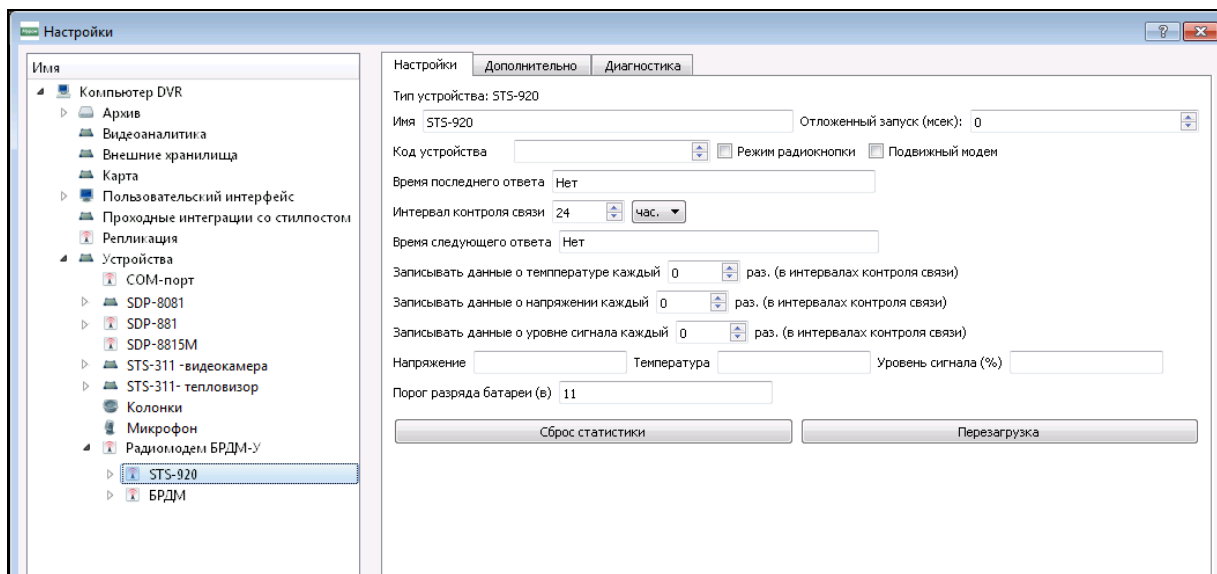 Настройки
Имя
Компьютер DVR
Архив
Видеоаналитика
Внешние хранилища
Карта
Пользовательский интерфейс
Проходные интеграции со стилпостом
Репликация
Устройства
COM-порт
SDP-8081
SDP-881
SDP-8815M
STS-311 -видеокамера
STS-311- тепловизор
Колонки
Микрофон
Радиомодем БРДМ-У
STS-920
БРДМ
Настройки Дополнительно Диагностика
Тип устройства: STS-920
Имя STS-920 Отложенный запуск (мсек): 0
Код устройства Режим радиокнопки Подвижный модем
Время последнего ответа Нет
Интервал контроля связи 24 час.
Время следующего ответа Нет
Записывать данные о темппературе каждый 0 раз. (в интервалах контроля связи)
Записывать данные о напряжении каждый 0 раз. (в интервалах контроля связи)
Записывать данные о уровне сигнала каждый 0 раз. (в интервалах контроля связи)
Напряжение Температура Уровень сигнала (%)
Порог разряда батареи (в) 11
Сброс статистики Перезагрузка